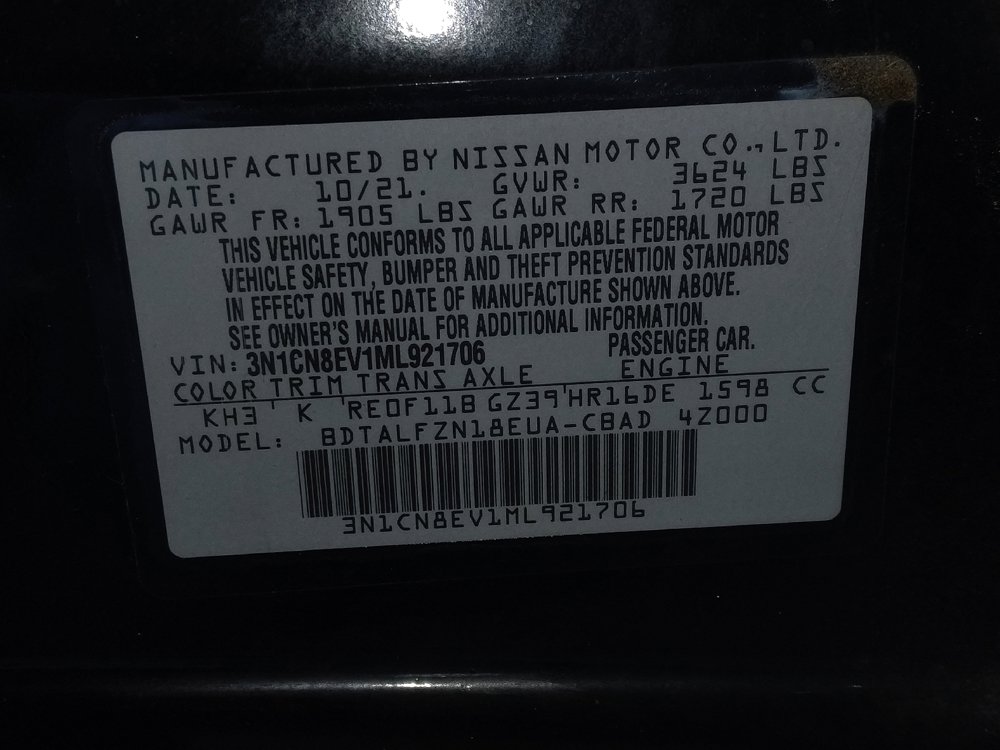 MANUFACTURED BY NISSAN MOTOR CO., LTD.
DATE: 10/21. GVWR: 3624 LBS
GAWR FR: 1905 LBS GAWR RR: 1720 LBS
THIS VEHICLE CONFORMS TO ALL APPLICABLE FEDERAL MOTOR
VEHICLE SAFETY, BUMPER AND THEFT PREVENTION STANDARDS
IN EFFECT ON THE DATE OF MANUFACTURE SHOWN ABOVE.
SEE OWNER'S MANUAL FOR ADDITIONAL INFORMATION.
VIN: 3N1CN8EV1ML921706 PASSENGER CAR.
COLOR TRIM TRANS AXLE ENGINE
KH3 K RE0F11B GZ39 HR16DE 1598 CC
MODEL: BDTALFZN18EUA-CBAD 4Z000
3N1CN8EV1ML921706